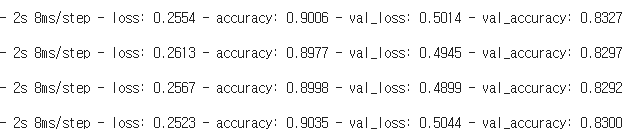 - 2s 8ms/step - loss: 0.2554 - accuracy: 0.9006 - val_loss: 0.5014 - val_accuracy: 0.8327
- 2s 8ms/step - loss: 0.2613 - accuracy: 0.8977 - val_loss: 0.4945 - val_accuracy: 0.8297
- 2s 8ms/step - loss: 0.2567 - accuracy: 0.8998 - val_loss: 0.4899 - val_accuracy: 0.8292
- 2s 8ms/step - loss: 0.2523 - accuracy: 0.9035 - val_loss: 0.5044 - val_accuracy: 0.8300